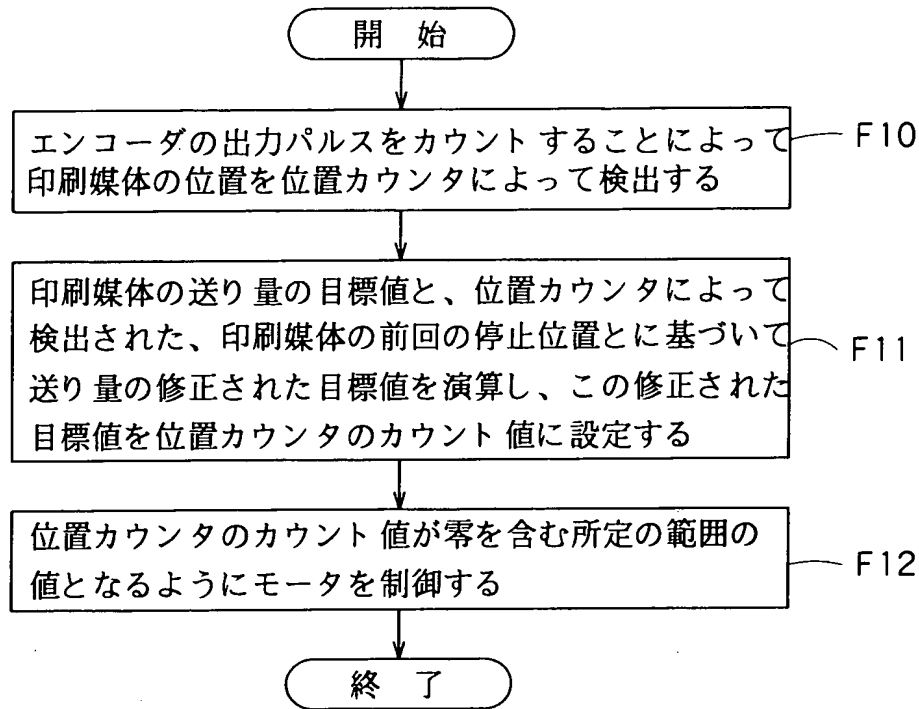 開 始
エンコーダの出力パルスをカウントすることによって
印刷媒体の位置を位置カウンタによって検出する
F10
印刷媒体の送り量の目標値と、位置カウンタによって
検出された、印刷媒体の前回の停止位置とに基づいて
送り量の修正された目標値を演算し、この修正された
目標値を位置カウンタのカウント値に設定する
F11
位置カウンタのカウント値が零を含む所定の範囲の
値となるようにモータを制御する
F12
終 了